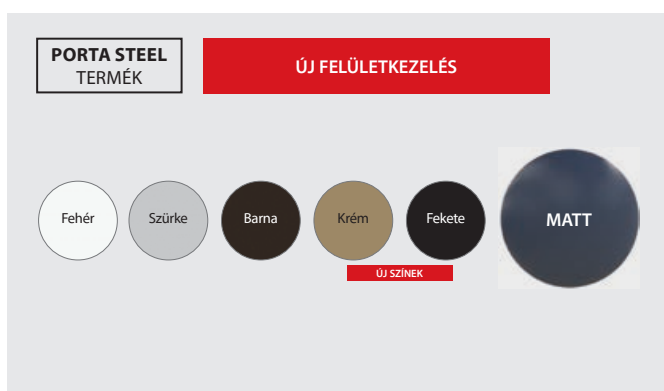 PORTA STEEL
TERMÉK
ÚJ FELÜLETKEZELÉS
Fehér
Szürke
Barna
Krém
Fekete
MATT
ÚJ SZÍNEK